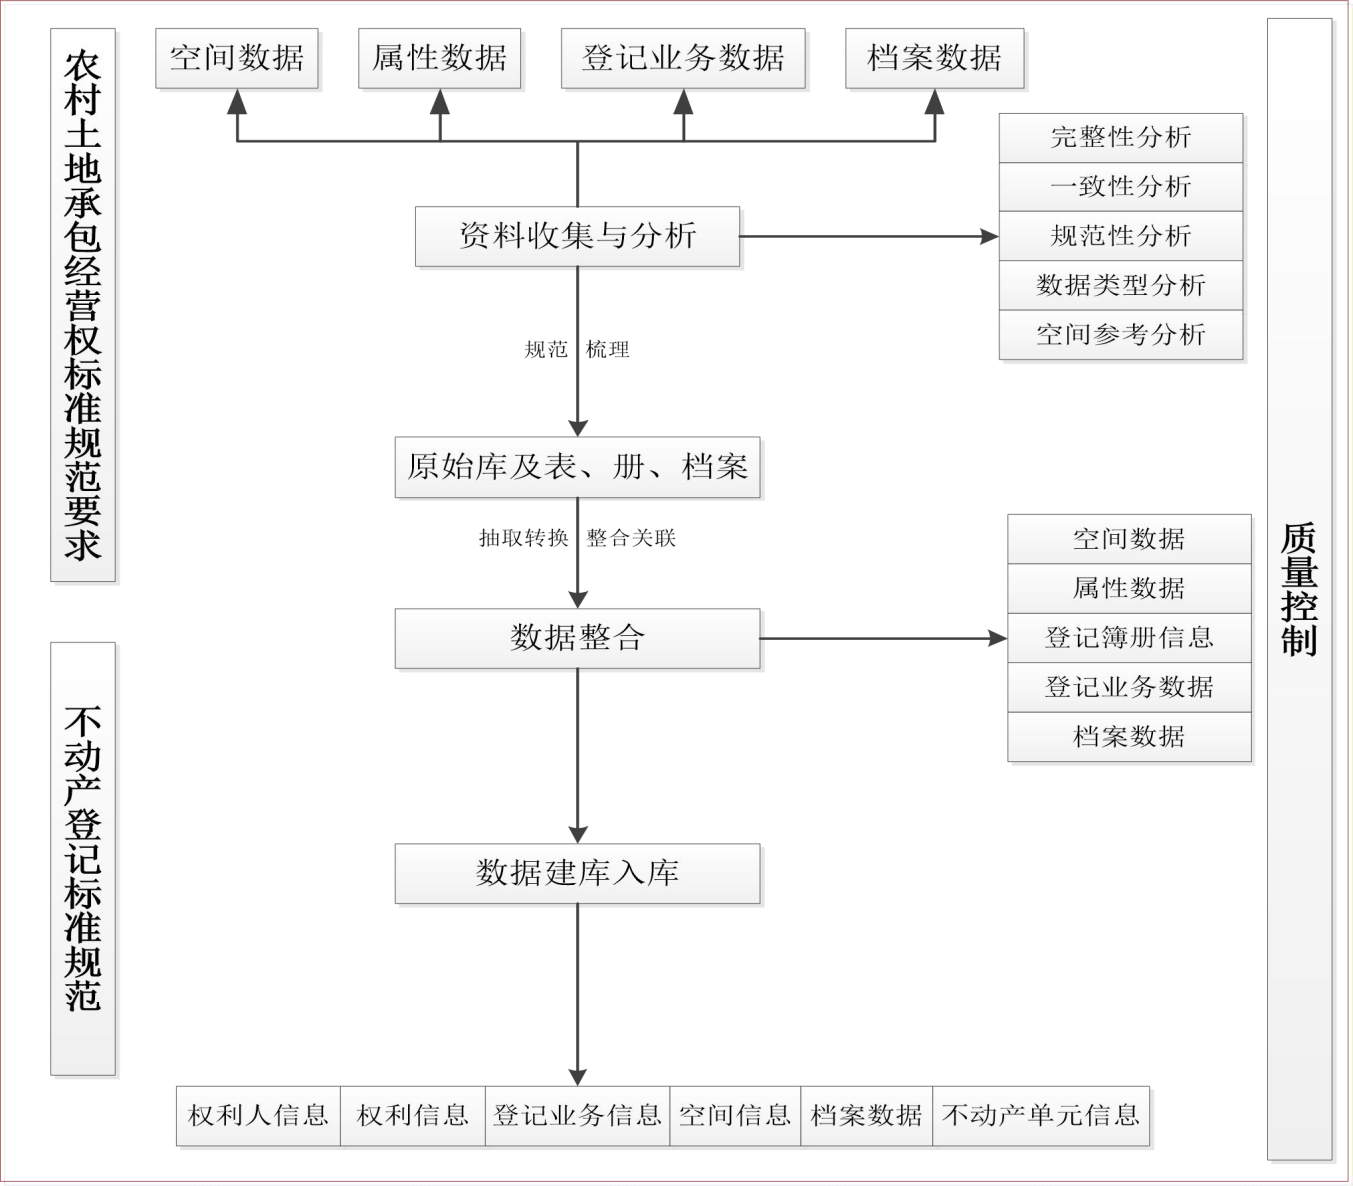 农村土地承包经营权标准规范要求
空间数据
属性数据
登记业务数据
档案数据
完整性分析
一致性分析
资料收集与分析
规范性分析
数据类型分析
空间参考分析
规范 梳理
原始库及表、册、档案
抽取转换 整合关联
空间数据
属性数据
数据整合
登记簿册信息
登记业务数据
档案数据
质量控制
不动产登记标准规范
数据建库入库
权利人信息
权利信息
登记业务信息
空间信息
档案数据
不动产单元信息